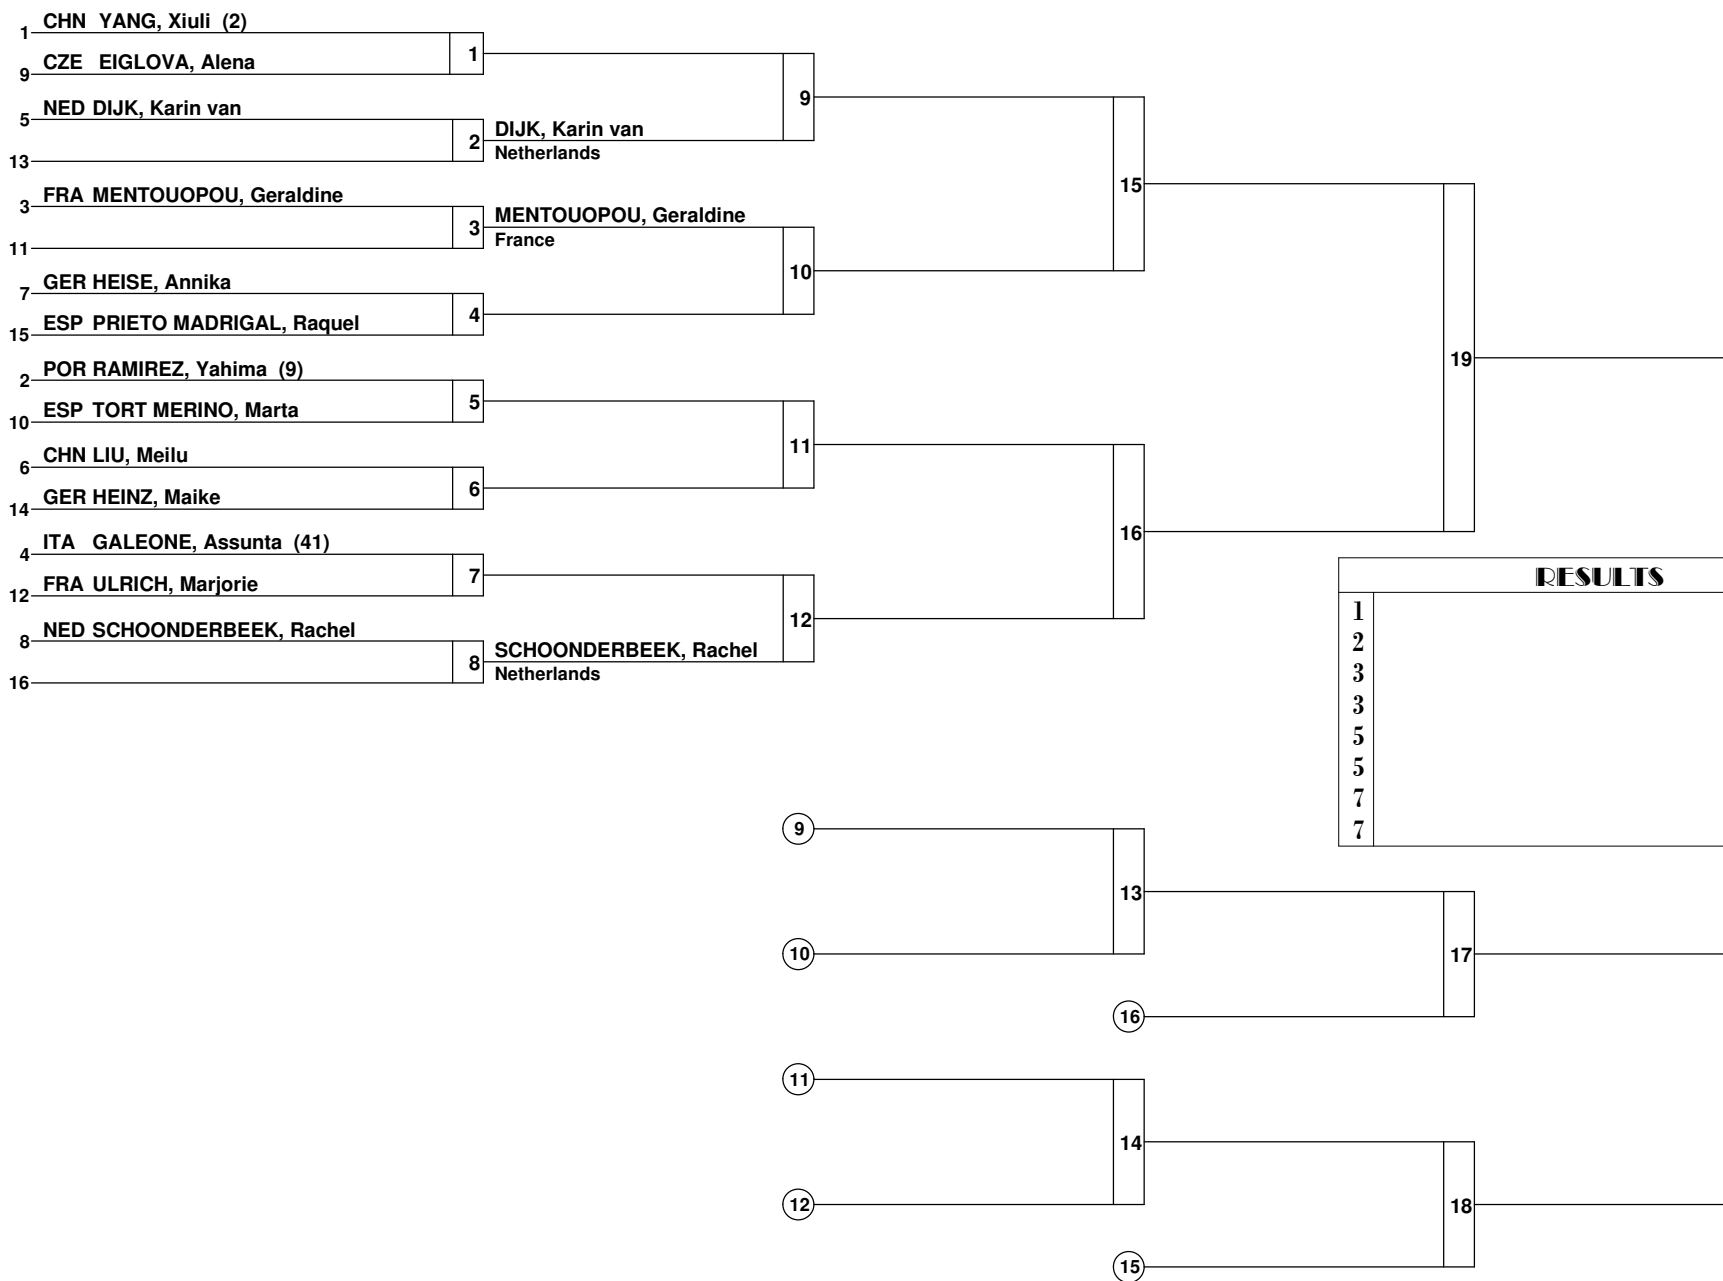 CHN YANG, Xiuli (2)
1
1
CZE EIGLOVA, Alena
9
9
NED DIJK, Karin van
5
2
DIJK, Karin van
Netherlands
13
15
FRA MENTOUOPOU, Geraldine
3
3
MENTOUOPOU, Geraldine
France
11
10
GER HEISE, Annika
7
4
ESP PRIETO MADRIGAL, Raquel
15
19
POR RAMIREZ, Yahima (9)
2
5
ESP TORT MERINO, Marta
10
11
CHN LIU, Meilu
6
6
GER HEINZ, Maike
14
16
ITA GALEONE, Assunta (41)
4
7
FRA ULRICH, Marjorie
12
12
NED SCHOONDERBEEK, Rachel
8
8
SCHOONDERBEEK, Rachel
Netherlands
16
RESULTS
1
2
3
3
5
5
7
7
9
13
10
17
16
11
14
12
18
15